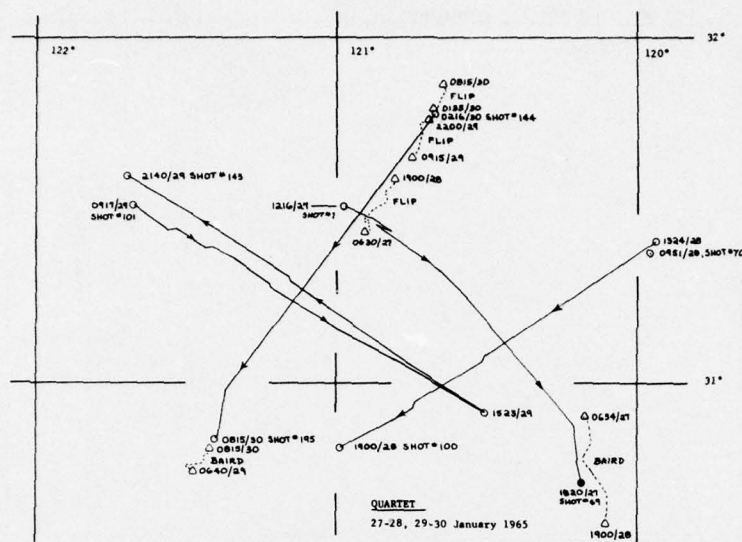 122°
121°
120°
32°
0815/30
FLIP
0135/30
0216/30 SHOT#144
2200/29
FLIP
0915/29
2140/29 SHOT#143
1900/28
0917/29
SHOT#101
1216/27
SHOT#1
FLIP
0630/27
1324/28
0951/28, SHOT#70
31°
1523/29
0654/27
0815/30 SHOT#195
0815/30
1900/28 SHOT#100
BAIRD
0640/29
BAIRD
1820/27
SHOT#69
QUARTET
27-28, 29-30 January 1965
1900/28